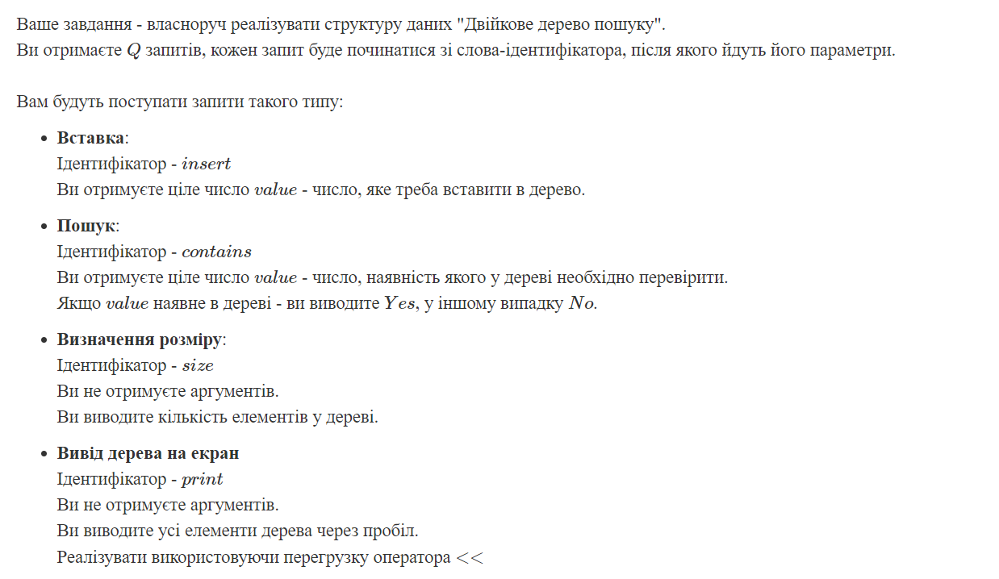 Ваше завдання - власноруч реалізувати структуру даних "Двійкове дерево пошуку".
Ви отримаєте Q запитів, кожен запит буде починатися зі слова-ідентифікатора, після якого йдуть його параметри.
Вам будуть поступати запити такого типу:
• Вставка:
Ідентифікатор - insert
Ви отримуєте ціле число value - число, яке треба вставити в дерево.
• Пошук:
Ідентифікатор - contains
Ви отримуєте ціле число value - число, наявність якого у дереві необхідно перевірити.
Якщо value наявне в дереві - ви виводите Yes, у іншому випадку No.
• Визначення розміру:
Ідентифікатор - size
Ви не отримуєте аргументів.
Ви виводите кількість елементів у дереві.
• Вивід дерева на екран
Ідентифікатор - print
Ви не отримуєте аргументів.
Ви виводите усі елементи дерева через пробіл.
Реалізувати використовуючи перегрузку оператора <<